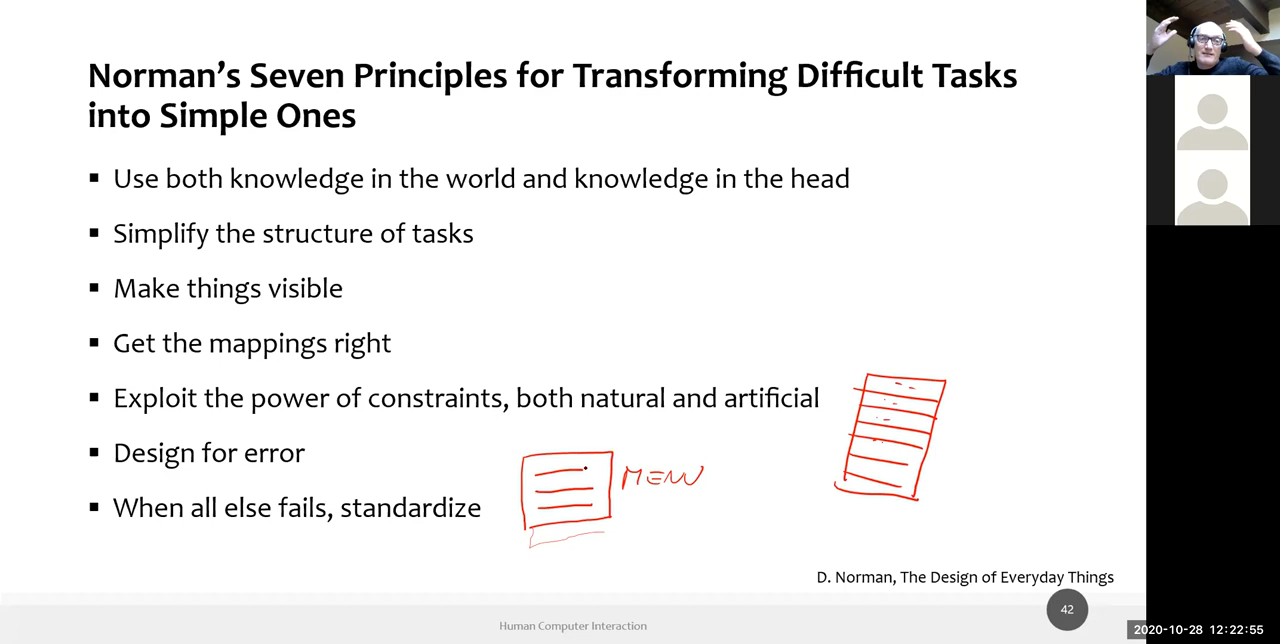 Norman’s Seven Principles for Transforming Difficult Tasks
into Simple Ones
▪ Use both knowledge in the world and knowledge in the head
▪ Simplify the structure of tasks
▪ Make things visible
▪ Get the mappings right
▪ Exploit the power of constraints, both natural and artificial
▪ Design for error
MENU
▪ When all else fails, standardize
D. Norman, The Design of Everyday Things
42
Human Computer Interaction
2020-10-28 12:22:55